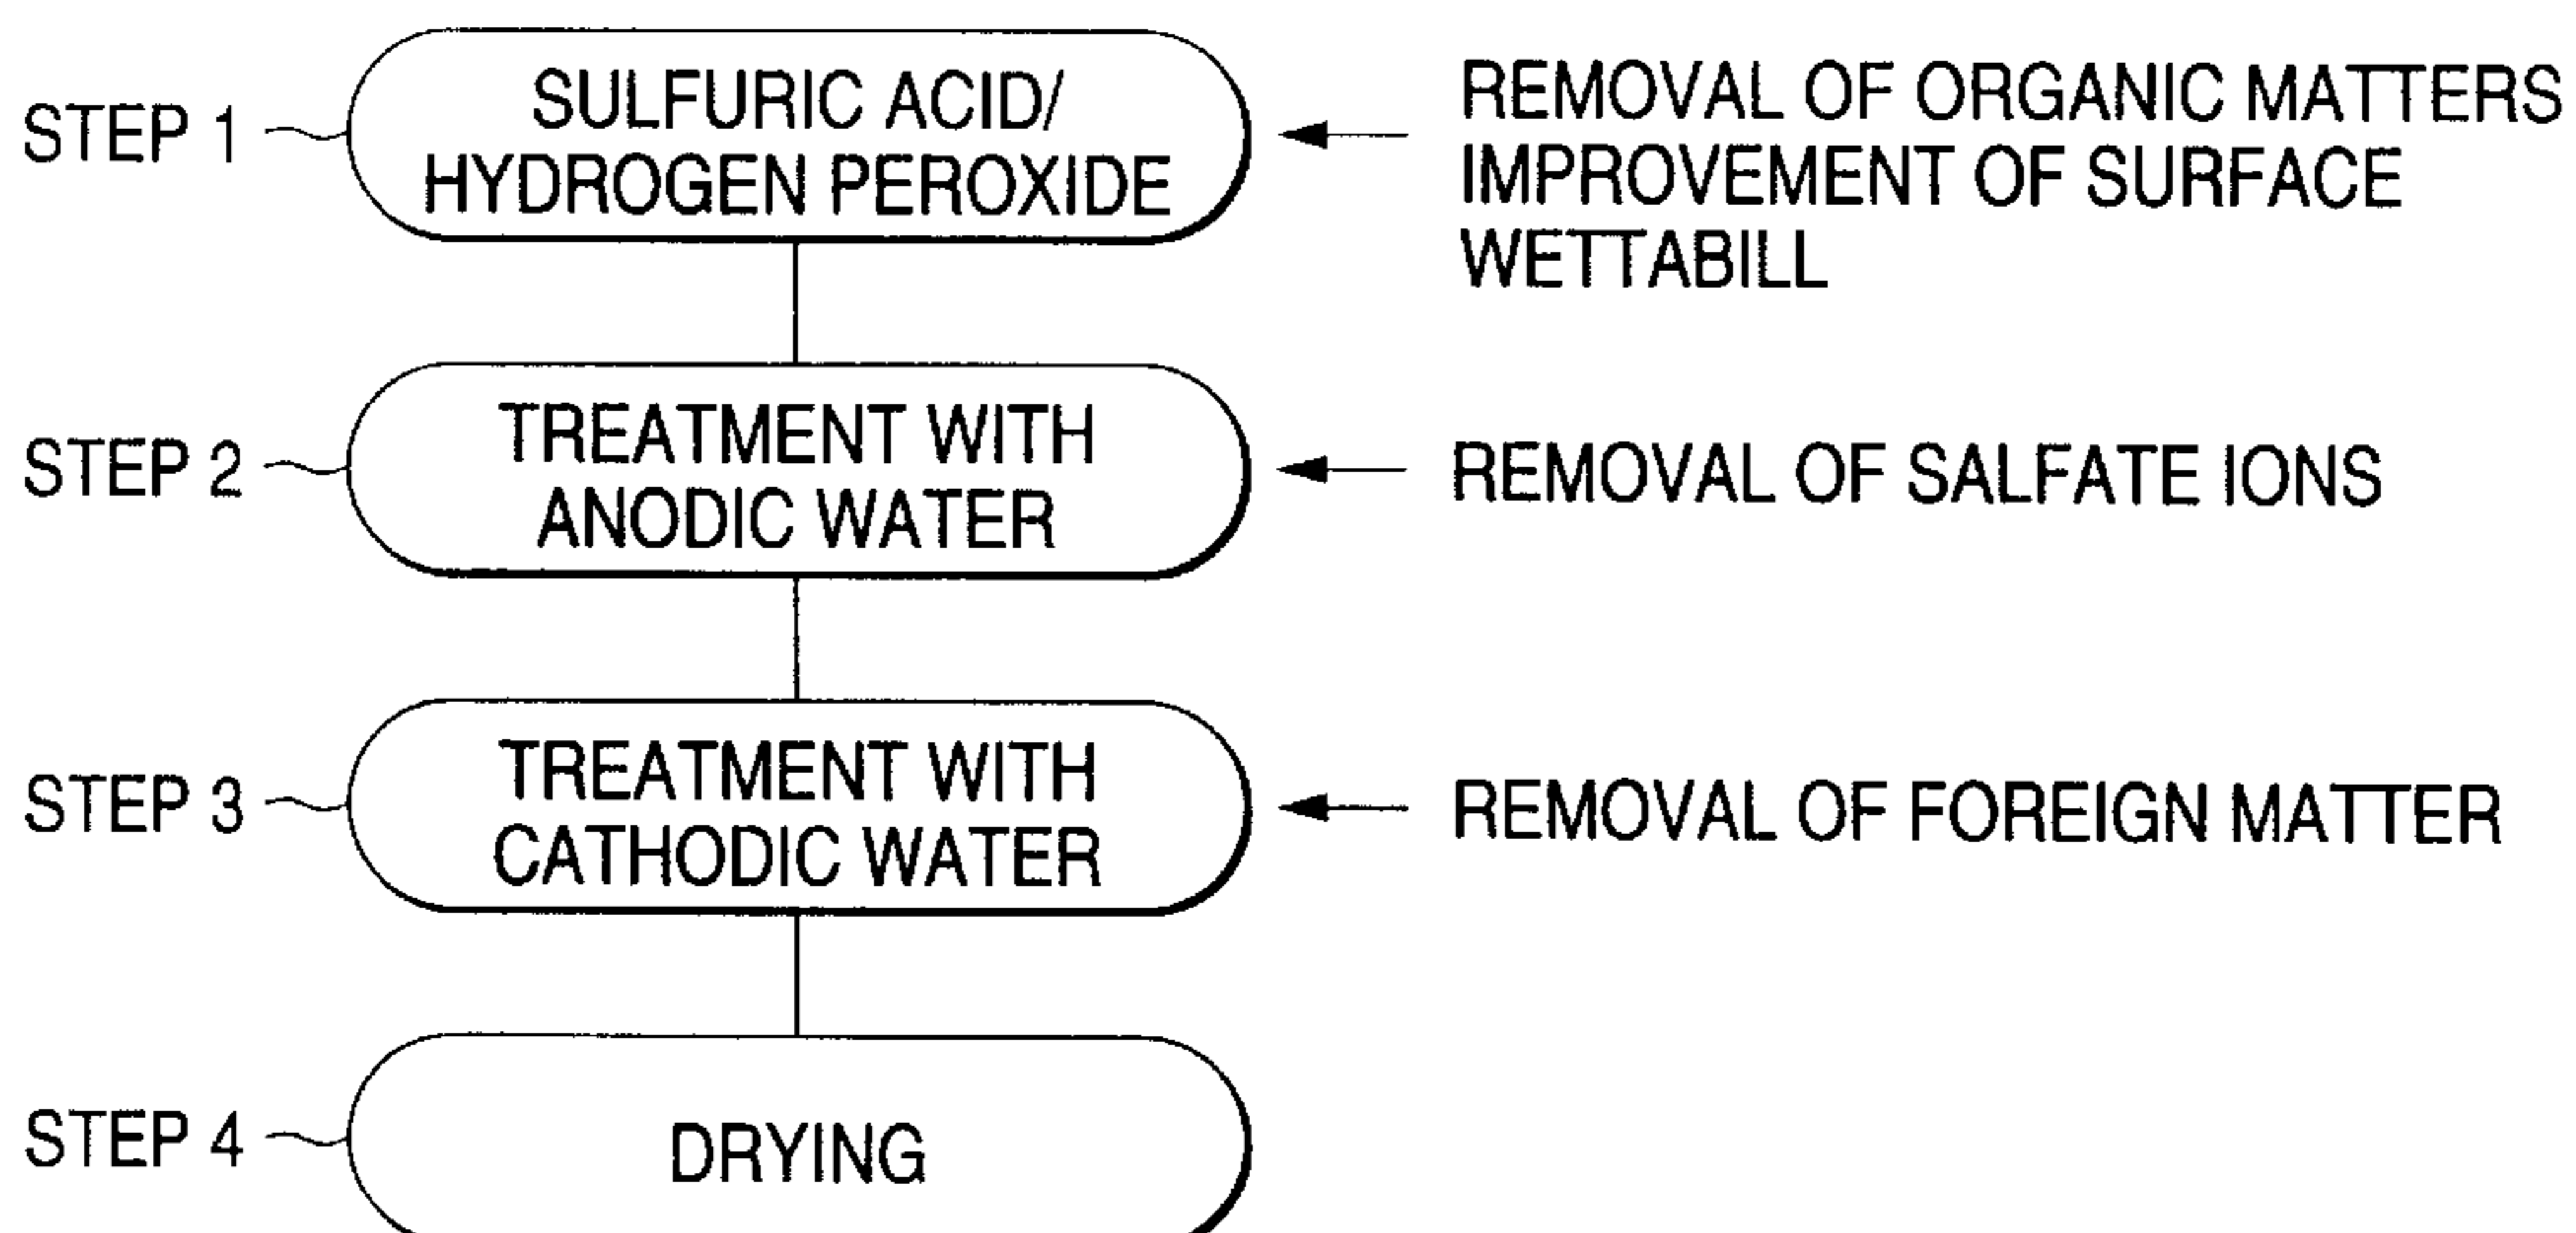 STEP 1
SULFURIC ACID/
HYDROGEN PEROXIDE
REMOVAL OF ORGANIC MATTERS
IMPROVEMENT OF SURFACE
WETTABILL
STEP 2
TREATMENT WITH
ANODIC WATER
REMOVAL OF SALFATE IONS
STEP 3
TREATMENT WITH
CATHODIC WATER
REMOVAL OF FOREIGN MATTER
STEP 4
DRYING